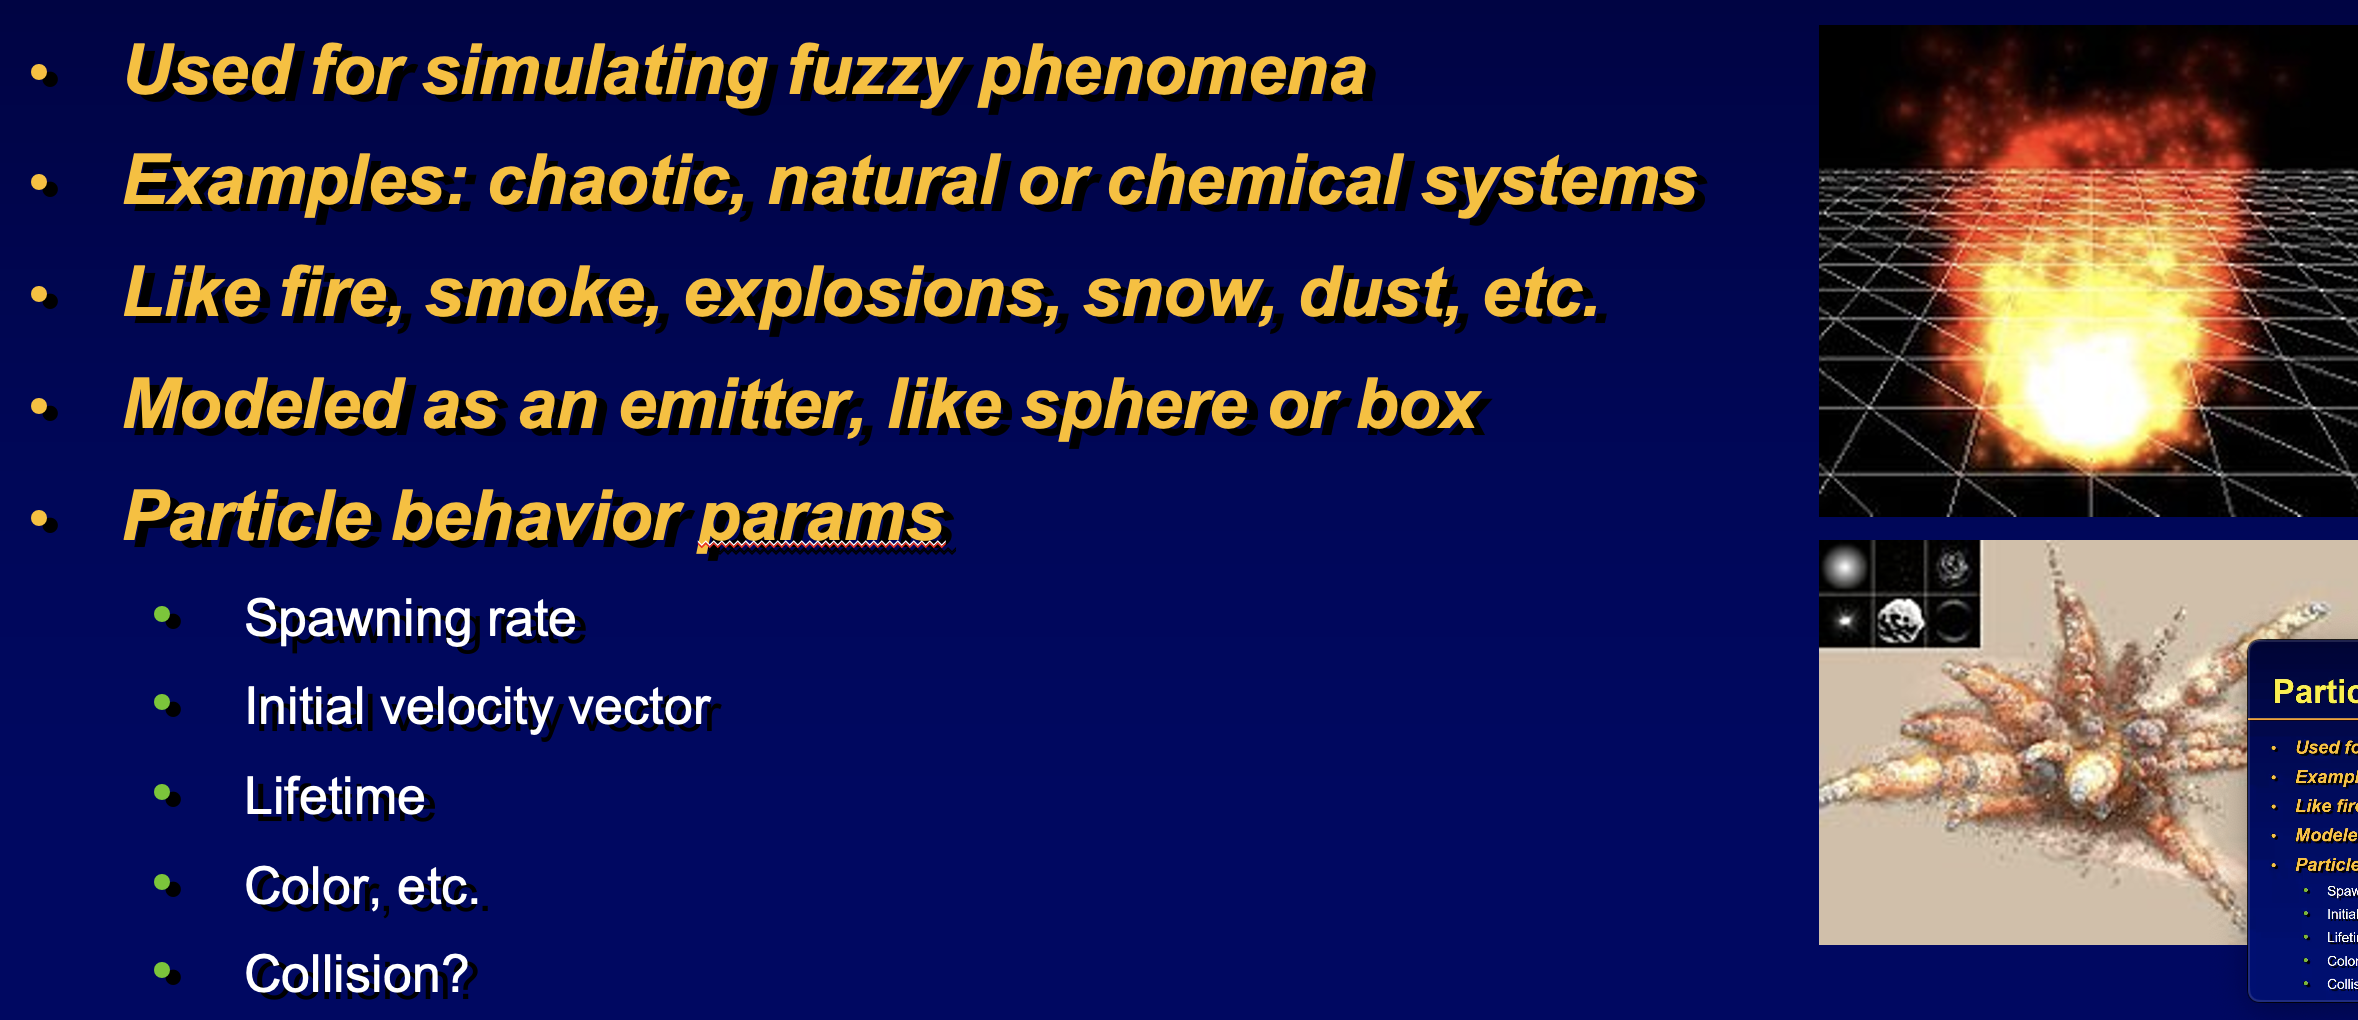 Used for simulating fuzzy phenomena
Examples: chaotic, natural or chemical systems
Like fire, smoke, explosions, snow, dust, etc.
Modeled as an emitter, like sphere or box
Particle behavior params
Spawning rate
Initial velocity vector
Lifetime
Color, etc.
Collision?
Partic
Used fo
Exampl
Like fire
Modele
Particle
Spaw
Initial
Lifeti
Color
Collis